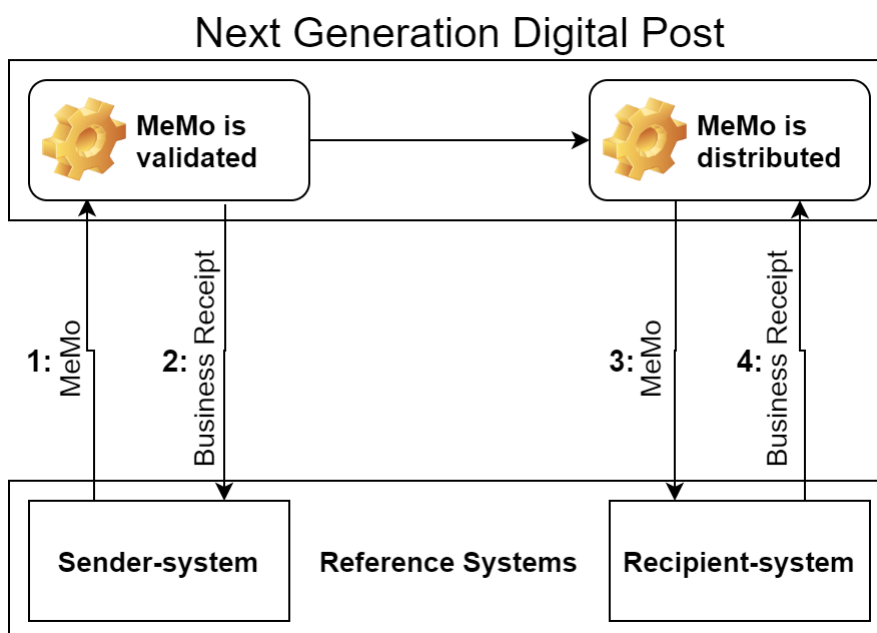 Next Generation Digital Post
MeMo is
validated
MeMo is
distributed
1: MeMo
2: Business Receipt
3: MeMo
4: Business Receipt
Sender-system
Reference Systems
Recipient-system